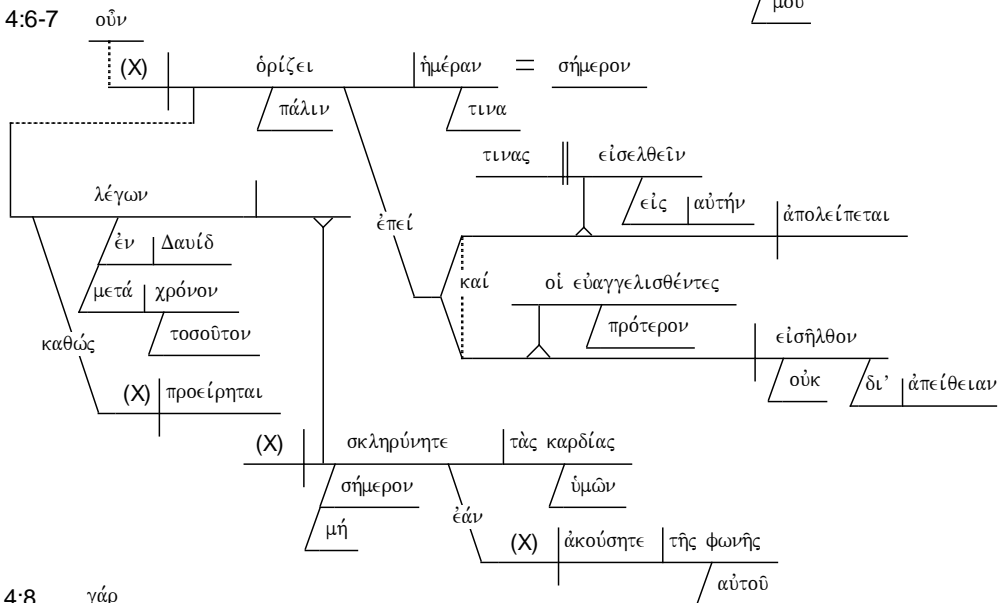 μου
4:6-7 οὖν
(X) ὁρίζει ἡμέραν = σήμερον
πάλιν τινα
τινας εἰσελθεῖν
λέγων εἰς αὐτήν ἀπολείπεται
ἐπεί
ἐν Δαυίδ
καί οἱ εὐαγγελισθέντες
μετά χρόνον
τοσοῦτον πρότερον εἰσῆλθον
καθώς
οὐκ δι’ ἀπείθειαν
(X) προείρηται
(X) σκληρύνητε τὰς καρδίας
σήμερον ὑμῶν
μή ἐάν
(X) ἀκούσητε τῆς φωνῆς
αὐτοῦ
4:8 γάρ